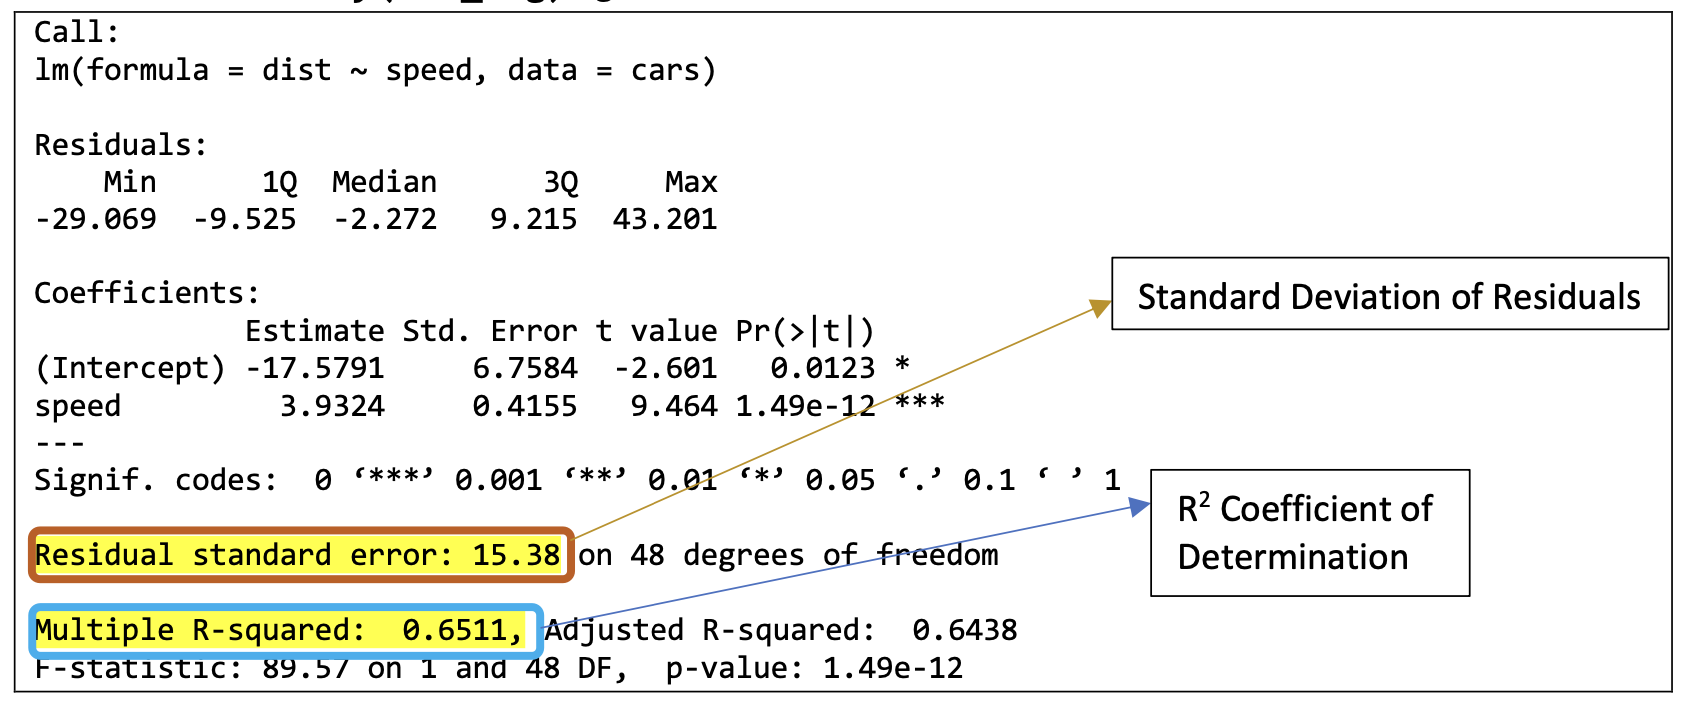 Call:
lm(formula = dist ~ speed, data = cars)
Residuals:
Min 1Q Median 3Q Max
-29.069 -9.525 -2.272 9.215 43.201
Standard Deviation of Residuals
Coefficients:
Estimate Std. Error t value Pr(>|t|)
(Intercept) -17.5791 6.7584 -2.601 0.0123 *
speed 3.9324 0.4155 9.464 1.49e-12 ***
---
Signif. codes: 0 ‘***’ 0.001 ‘**’ 0.01 ‘*’ 0.05 ‘.’ 0.1 ‘ ’ 1
R² Coefficient of
Determination
Residual standard error: 15.38 on 48 degrees of freedom
Multiple R-squared: 0.6511, Adjusted R-squared: 0.6438
F-statistic: 89.57 on 1 and 48 DF, p-value: 1.49e-12